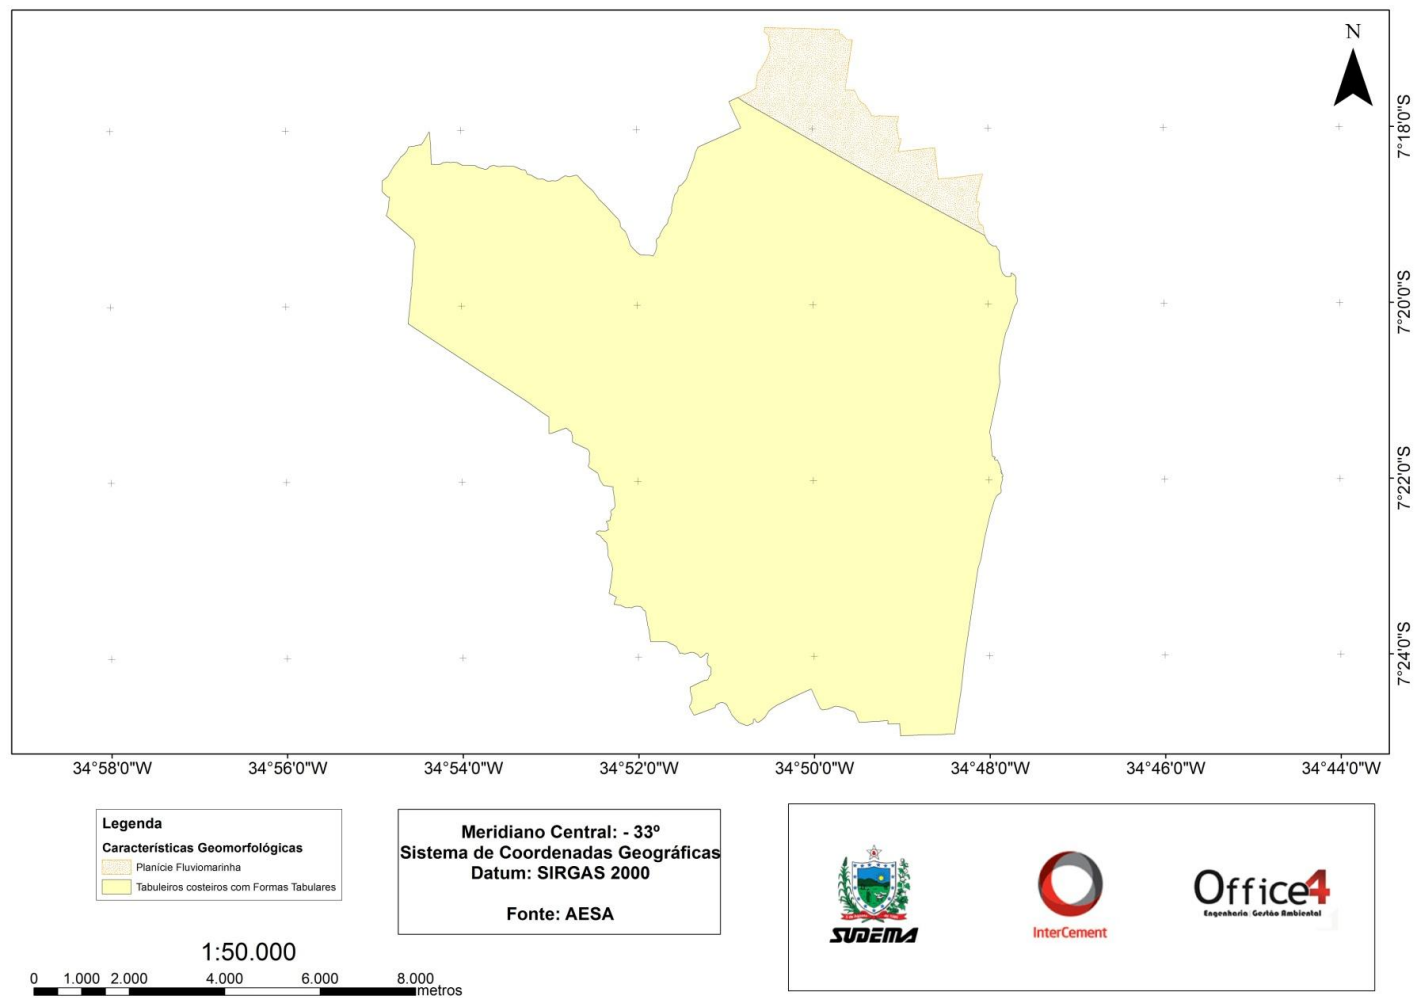 N
7°18'0"S
7°20'0"S
7°22'0"S
7°24'0"S
34°58'0"W 34°56'0"W 34°54'0"W 34°52'0"W 34°50'0"W 34°48'0"W 34°46'0"W 34°44'0"W
Legenda
Características Geomorfológicas
Planície Fluviomarinha
Tabuleiros costeiros com Formas Tabulares
Meridiano Central: - 33º
Sistema de Coordenadas Geográficas
Datum: SIRGAS 2000
Fonte: AESA
SUDEMA
InterCement
Office4
Engenharia Gestão Ambiental
1:50.000
0 1.000 2.000 4.000 6.000 8.000
metros